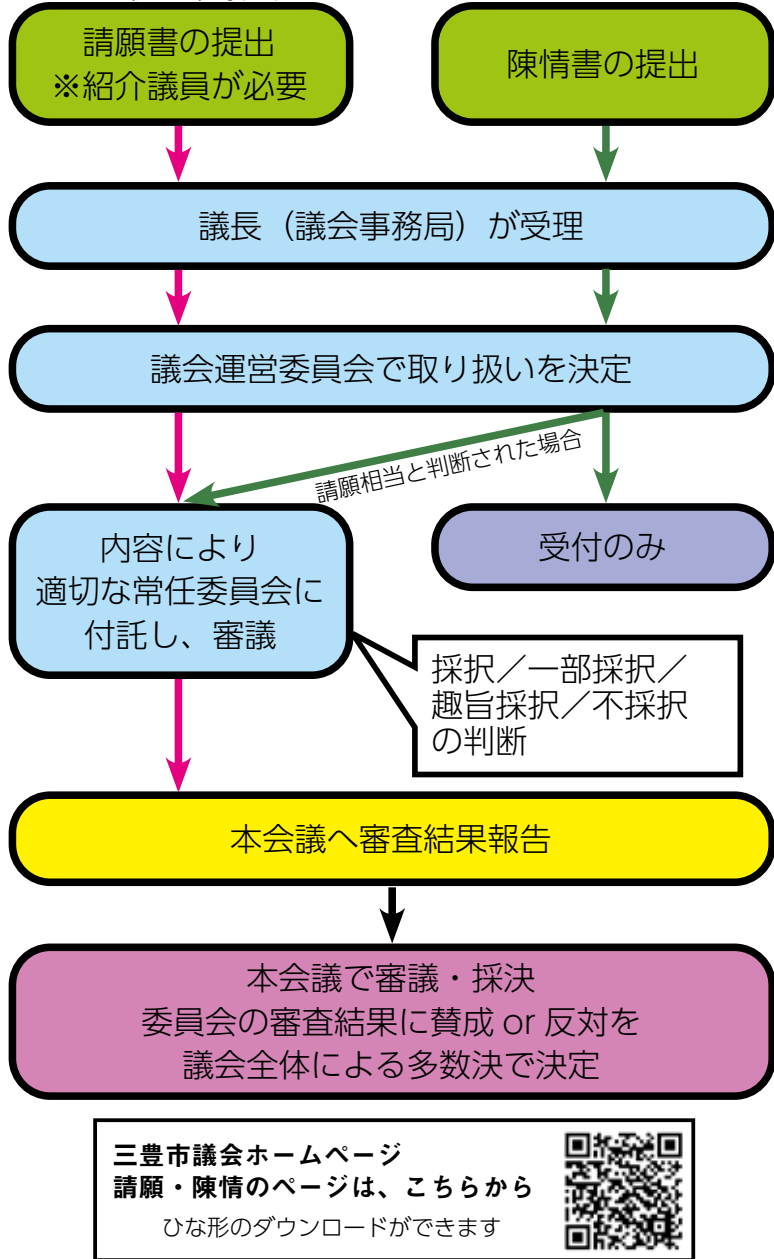 請願書の提出
※紹介議員が必要
陳情書の提出
議長（議会事務局）が受理
議会運営委員会で取り扱いを決定
請願相当と判断された場合
内容により
適切な常任委員会に
付託し、審議
受付のみ
採択／一部採択／
趣旨採択／不採択
の判断
本会議へ審査結果報告
本会議で審議・採決
委員会の審査結果に賛成 or 反対を
議会全体による多数決で決定
三豊市議会ホームページ
請願・陳情のページは、こちらから
ひな形のダウンロードができます